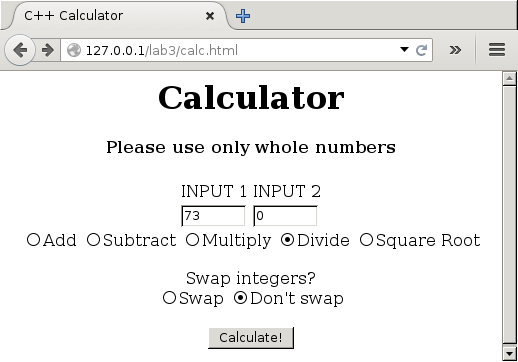 C++ Calculator
127.0.0.1/lab3/calc.html
Calculator
Please use only whole numbers
INPUT 1 INPUT 2
73 0
Add Subtract Multiply Divide Square Root
Swap integers?
Swap Don't swap
Calculate!